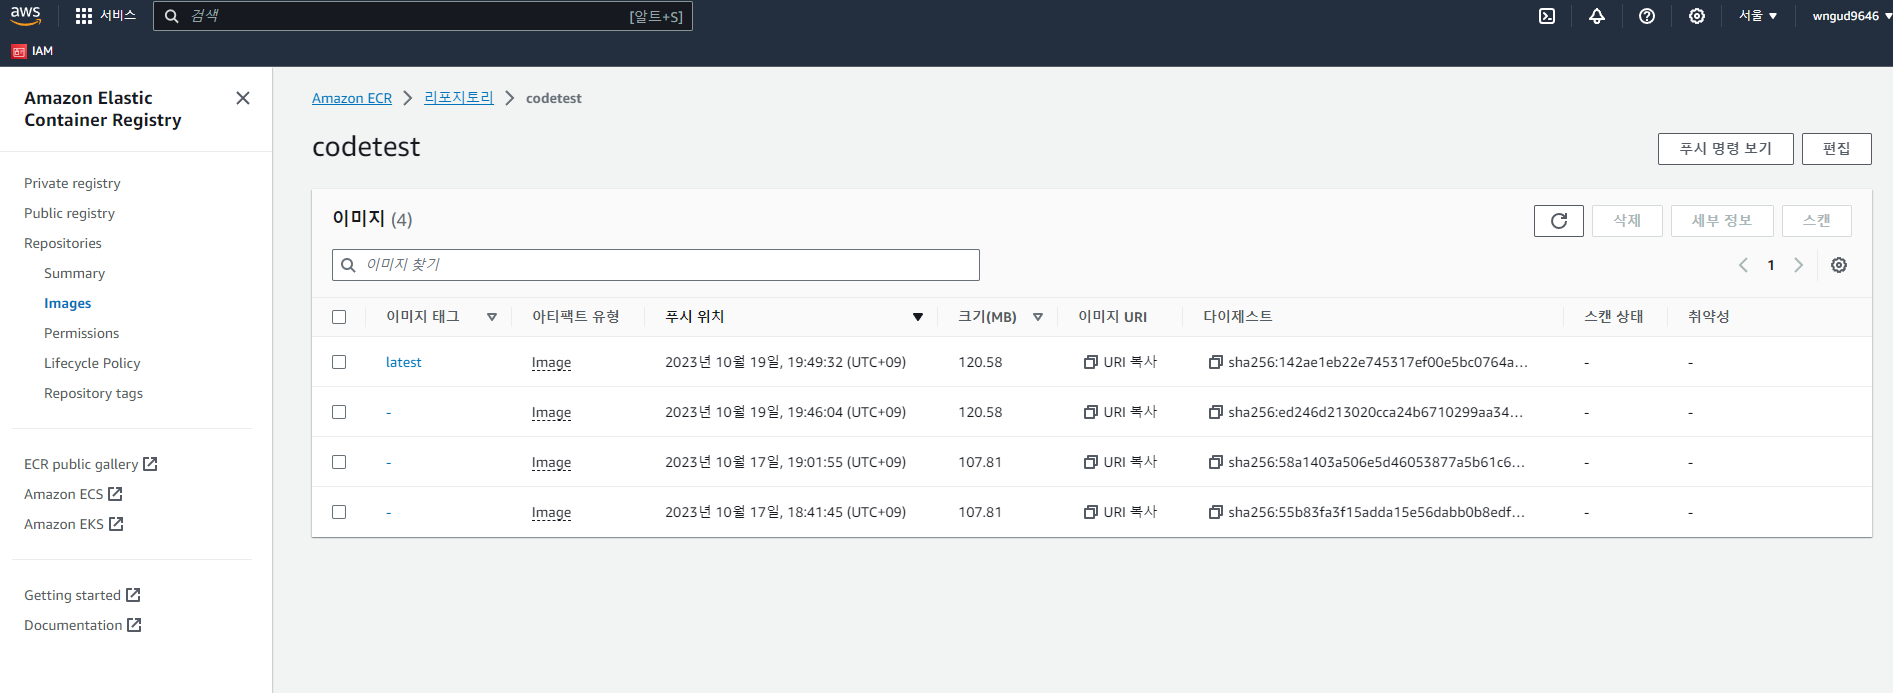 aws
서비스
검색
[알트+S]
서울 ▼
wngud9646 ▼
IAM
Amazon Elastic
Container Registry
Private registry
Public registry
Repositories
Summary
Images
Permissions
Lifecycle Policy
Repository tags
ECR public gallery
Amazon ECS
Amazon EKS
Getting started
Documentation
Amazon ECR > 리포지토리 > codetest
codetest
푸시 명령 보기
편집
이미지 (4)
삭제
세부 정보
스캔
이미지 찾기
1
이미지 태그 아티팩트 유형 푸시 위치 크기(MB) 이미지 URI 다이제스트 스캔 상태 취약성
latest Image 2023년 10월 19일, 19:49:32 (UTC+09) 120.58 URI 복사 sha256:142ae1eb22e745317ef00e5bc0764a... - -
- Image 2023년 10월 19일, 19:46:04 (UTC+09) 120.58 URI 복사 sha256:ed246d213020cca24b6710299aa34... - -
- Image 2023년 10월 17일, 19:01:55 (UTC+09) 107.81 URI 복사 sha256:58a1403a506e5d46053877a5b61c6... - -
- Image 2023년 10월 17일, 18:41:45 (UTC+09) 107.81 URI 복사 sha256:55b83fa3f15adda15e56dabb0b8edf... - -